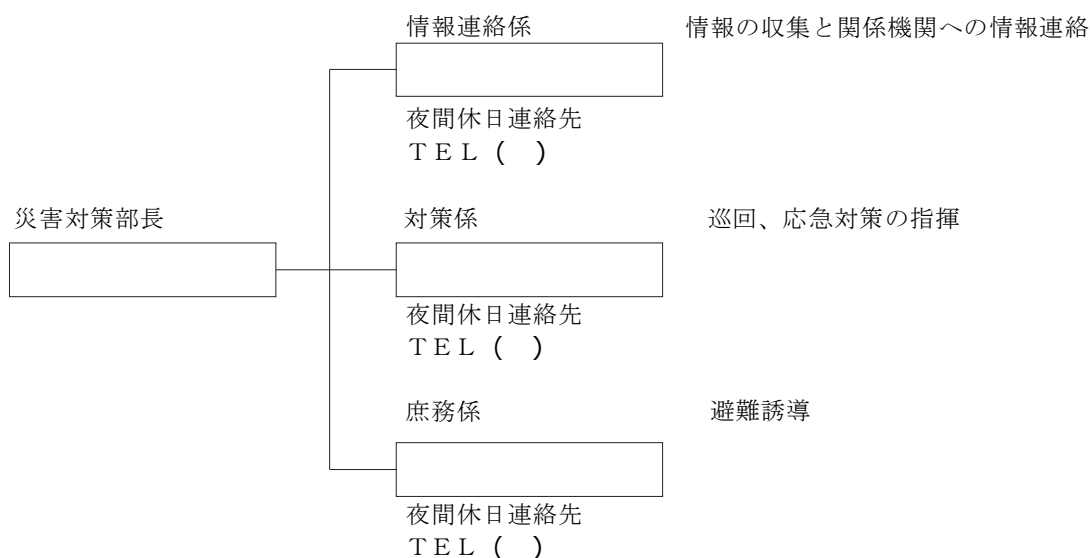 情報連絡係 情報の収集と関係機関への情報連絡
夜間休日連絡先
ＴＥＬ (　)
災害対策部長 対策係 巡回、応急対策の指揮
夜間休日連絡先
ＴＥＬ (　)
庶務係 避難誘導
夜間休日連絡先
ＴＥＬ (　)